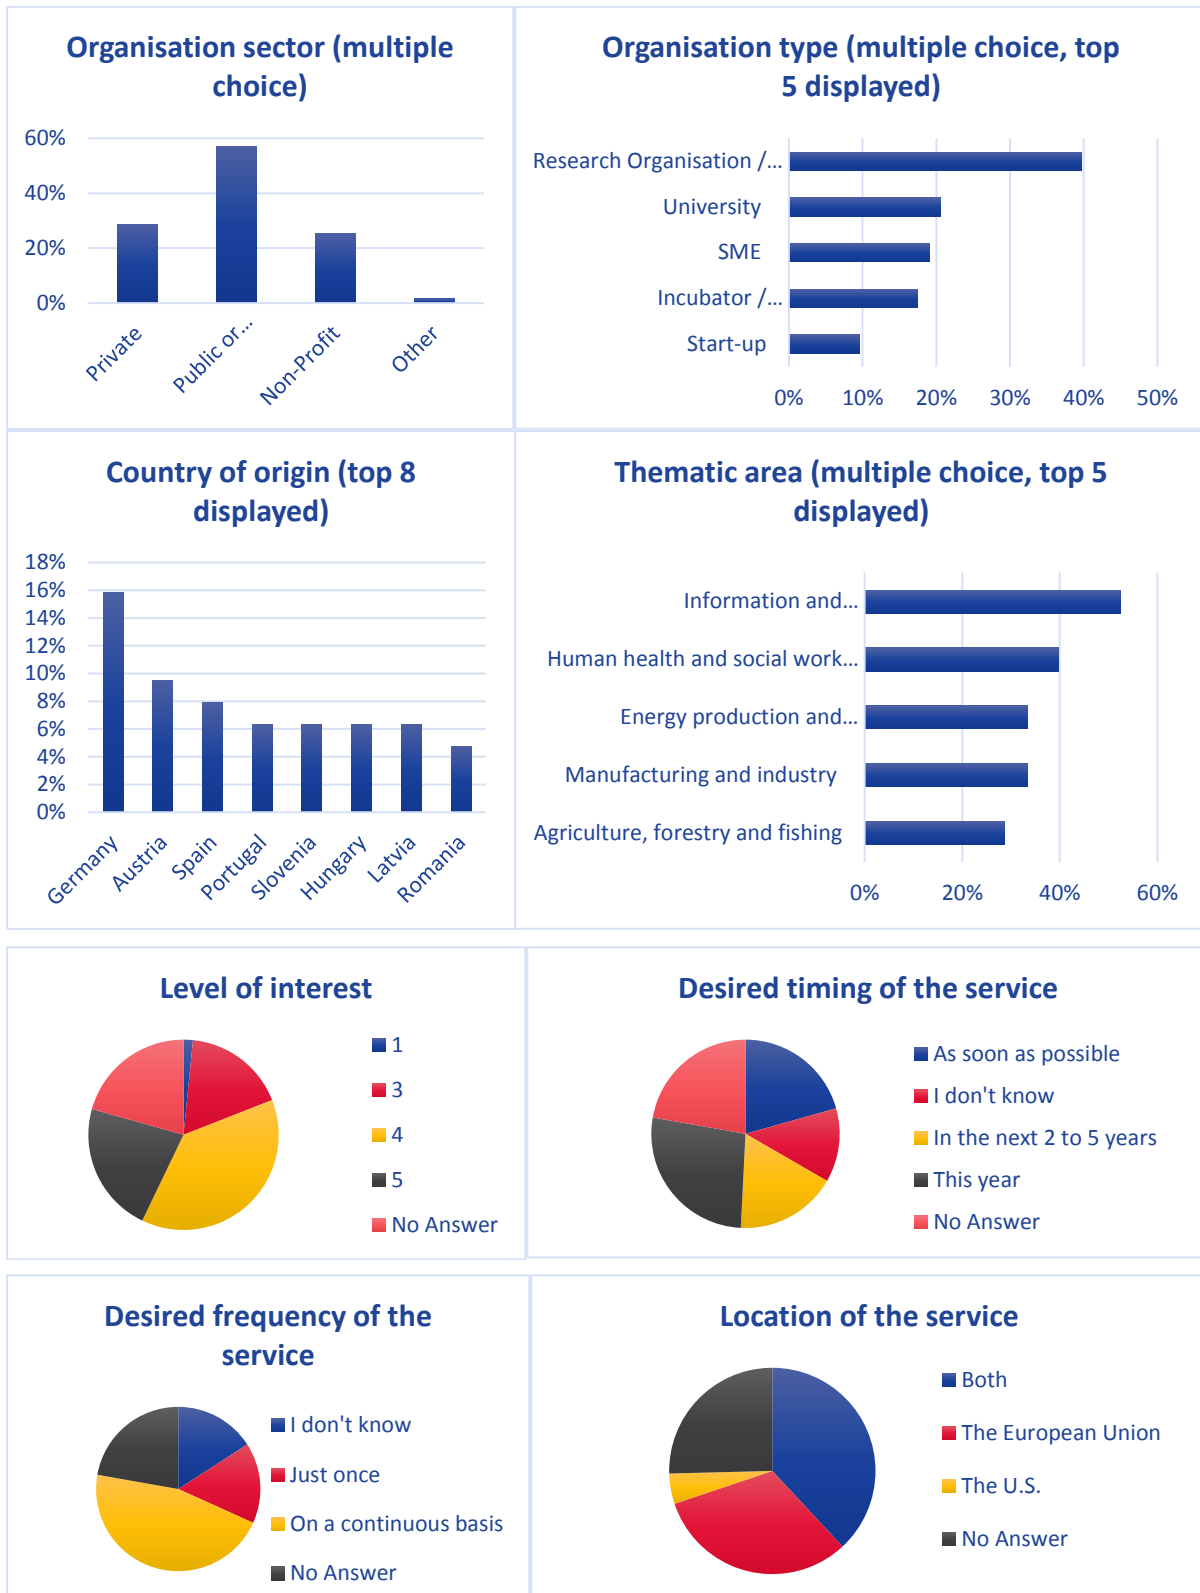 Organisation sector (multiple
choice)
60%
40%
20%
0%
Private
Public or...
Non-Profit
Other
Organisation type (multiple choice, top
5 displayed)
Research Organisation /...
University
SME
Incubator /...
Start-up
0% 10% 20% 30% 40% 50%
Country of origin (top 8
displayed)
18%
16%
14%
12%
10%
8%
6%
4%
2%
0%
Germany
Austria
Spain
Portugal
Slovenia
Hungary
Latvia
Romania
Thematic area (multiple choice, top 5
displayed)
Information and...
Human health and social work...
Energy production and...
Manufacturing and industry
Agriculture, forestry and fishing
0% 20% 40% 60%
Level of interest
1
3
4
5
No Answer
Desired timing of the service
As soon as possible
I don't know
In the next 2 to 5 years
This year
No Answer
Desired frequency of the
service
I don't know
Just once
On a continuous basis
No Answer
Location of the service
Both
The European Union
The U.S.
No Answer